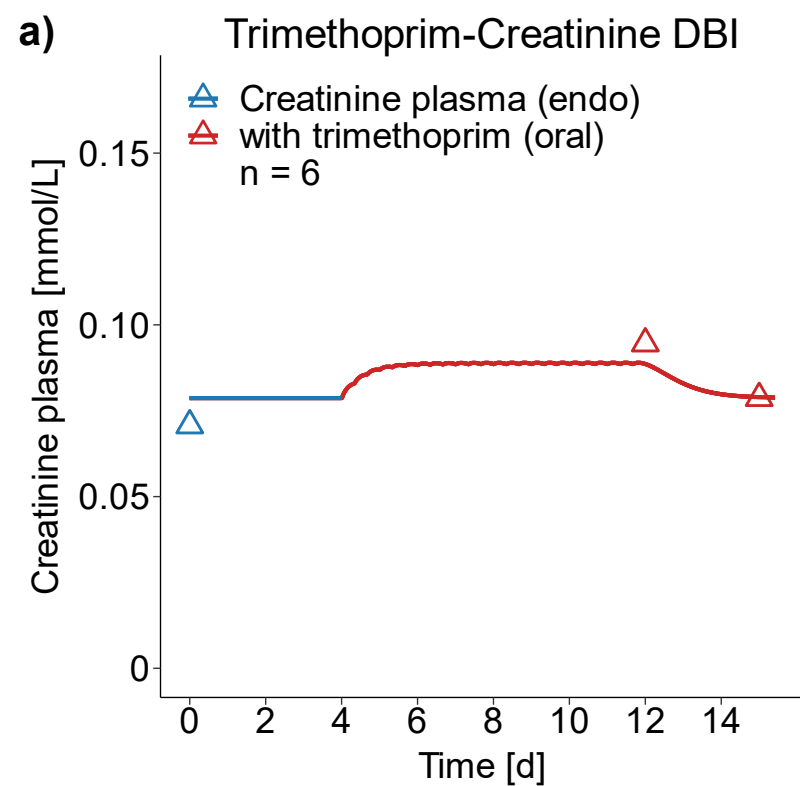 a)
Trimethoprim-Creatinine DBI
Creatinine plasma (endo)
with trimethoprim (oral)
n = 6
Creatinine plasma [mmol/L]
0.15
0.10
0.05
0
0 2 4 6 8 10 12 14
Time [d]